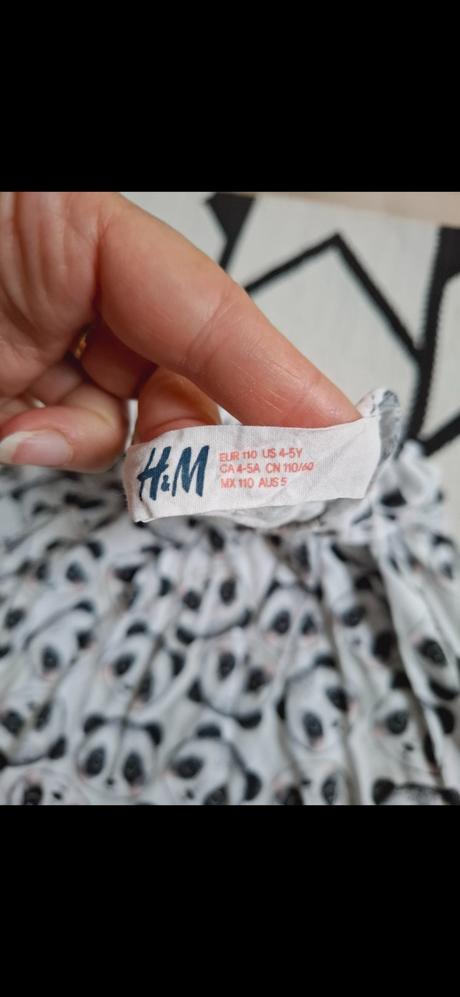 H&M
EUR 110 US 4-5Y
CA 4-5A CN 110/60
MX 110 AUS 5